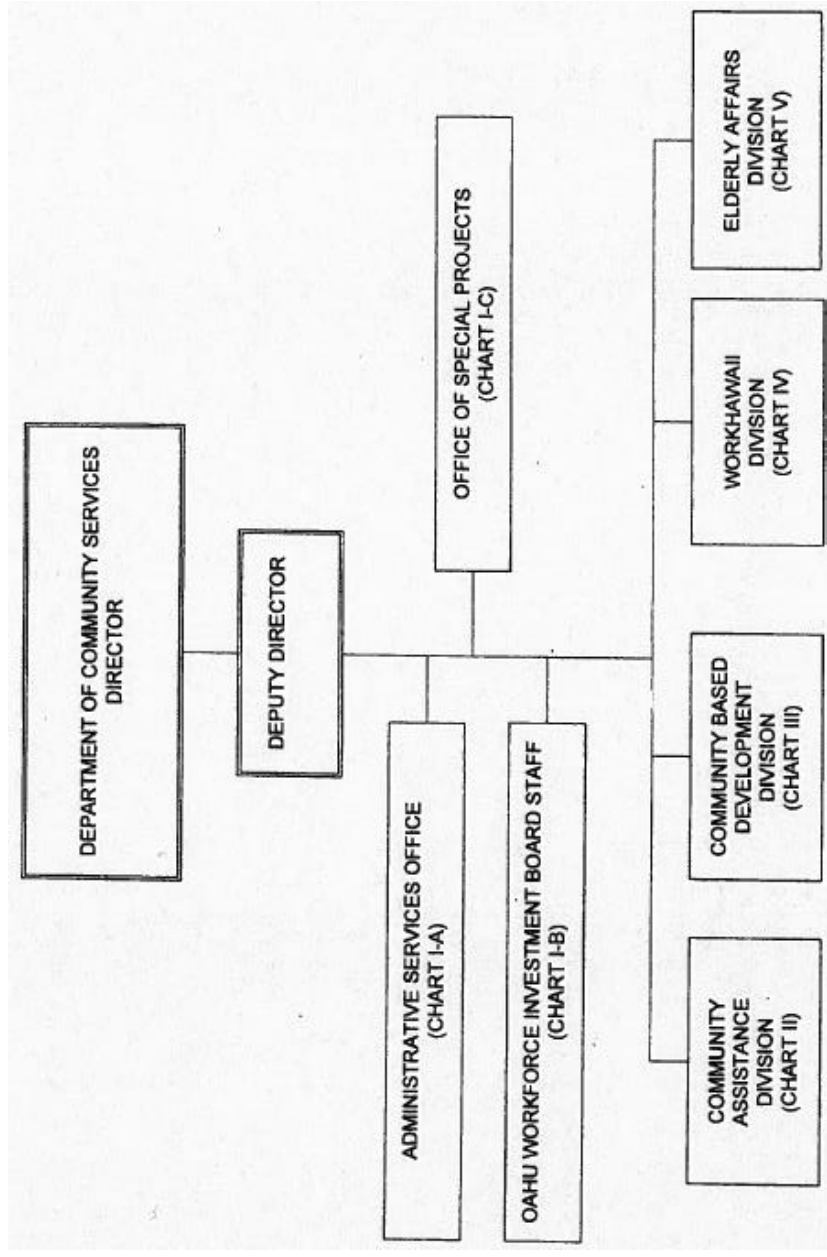 DEPARTMENT OF COMMUNITY SERVICES
DIRECTOR
DEPUTY DIRECTOR
ADMINISTRATIVE SERVICES OFFICE
(CHART I-A)
OFFICE OF SPECIAL PROJECTS
(CHART I-C)
OAHU WORKFORCE INVESTMENT BOARD STAFF
(CHART I-B)
COMMUNITY
ASSISTANCE
DIVISION
(CHART II)
COMMUNITY BASED
DEVELOPMENT
DIVISION
(CHART III)
WORKHAWAII
DIVISION
(CHART IV)
ELDERLY AFFAIRS
DIVISION
(CHART V)